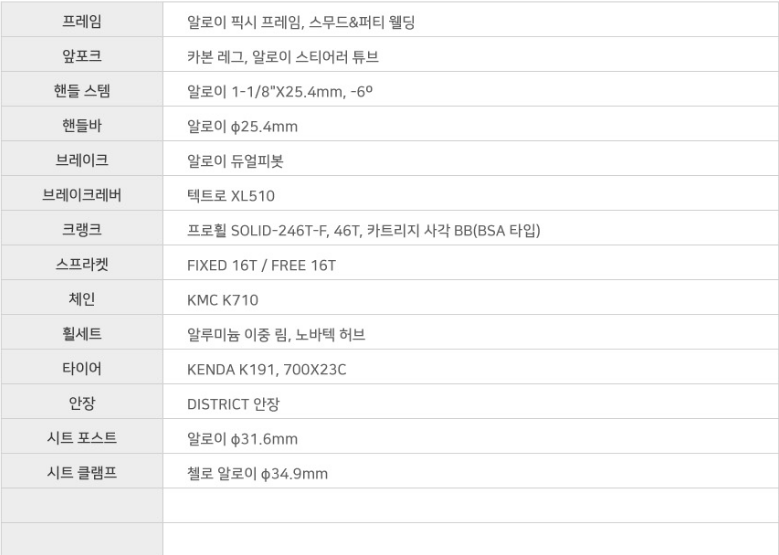 프레임 알로이 픽시 프레임, 스무드&퍼티 웰딩
앞포크 카본 레그, 알로이 스티어러 튜브
핸들 스템 알로이 1-1/8"X25.4mm, -6º
핸들바 알로이 φ25.4mm
브레이크 알로이 듀얼피봇
브레이크레버 텍트로 XL510
크랭크 프로휠 SOLID-246T-F, 46T, 카트리지 사각 BB(BSA 타입)
스프라켓 FIXED 16T / FREE 16T
체인 KMC K710
휠세트 알루미늄 이중 림, 노바텍 허브
타이어 KENDA K191, 700X23C
안장 DISTRICT 안장
시트 포스트 알로이 φ31.6mm
시트 클램프 첼로 알로이 φ34.9mm